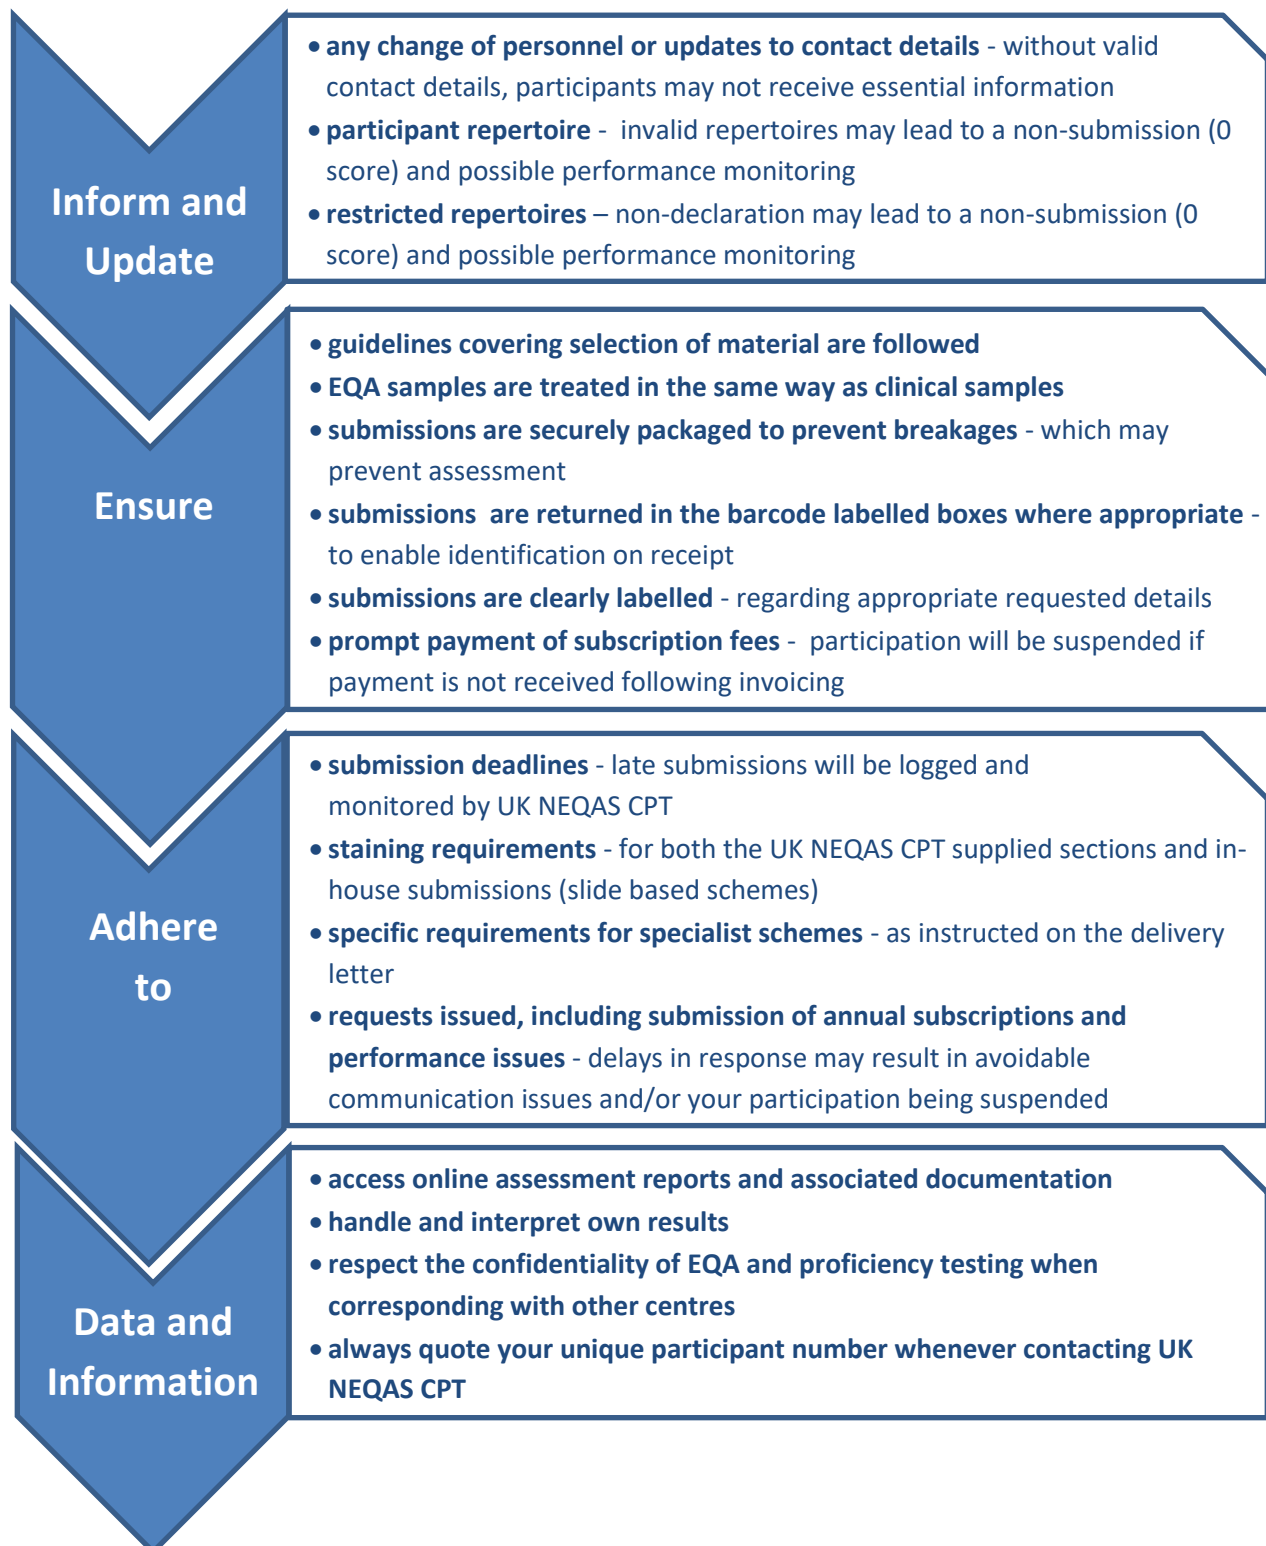 Inform and
Update
• any change of personnel or updates to contact details - without valid
contact details, participants may not receive essential information
• participant repertoire - invalid repertoires may lead to a non-submission (0
score) and possible performance monitoring
• restricted repertoires – non-declaration may lead to a non-submission (0
score) and possible performance monitoring
Ensure
• guidelines covering selection of material are followed
• EQA samples are treated in the same way as clinical samples
• submissions are securely packaged to prevent breakages - which may
prevent assessment
• submissions are returned in the barcode labelled boxes where appropriate -
to enable identification on receipt
• submissions are clearly labelled - regarding appropriate requested details
• prompt payment of subscription fees - participation will be suspended if
payment is not received following invoicing
Adhere
to
• submission deadlines - late submissions will be logged and
monitored by UK NEQAS CPT
• staining requirements - for both the UK NEQAS CPT supplied sections and in-
house submissions (slide based schemes)
• specific requirements for specialist schemes - as instructed on the delivery
letter
• requests issued, including submission of annual subscriptions and
performance issues - delays in response may result in avoidable
communication issues and/or your participation being suspended
Data and
Information
• access online assessment reports and associated documentation
• handle and interpret own results
• respect the confidentiality of EQA and proficiency testing when
corresponding with other centres
• always quote your unique participant number whenever contacting UK
NEQAS CPT